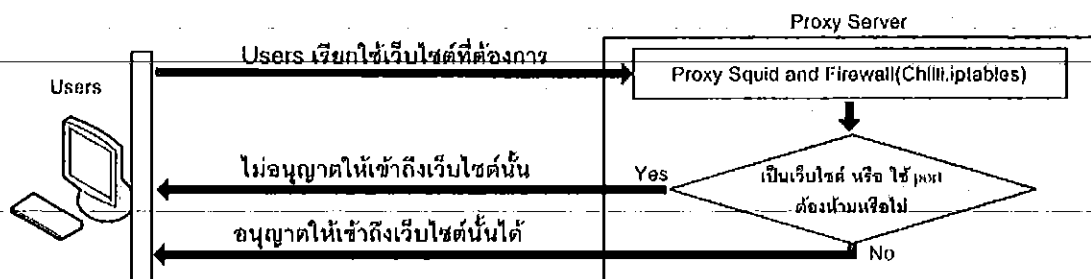 Proxy Server
Users เรียกใช้เว็บไซต์ที่ต้องการ
Proxy Squid and Firewall(Chilli,iptables)
Users
ไม่อนุญาตให้เข้าถึงเว็บไซต์นั้น
Yes
เป็นเว็บไซต์ หรือ ใช้ port
ต้องห้ามหรือไม่
อนุญาตให้เข้าถึงเว็บไซต์นั้นได้
No